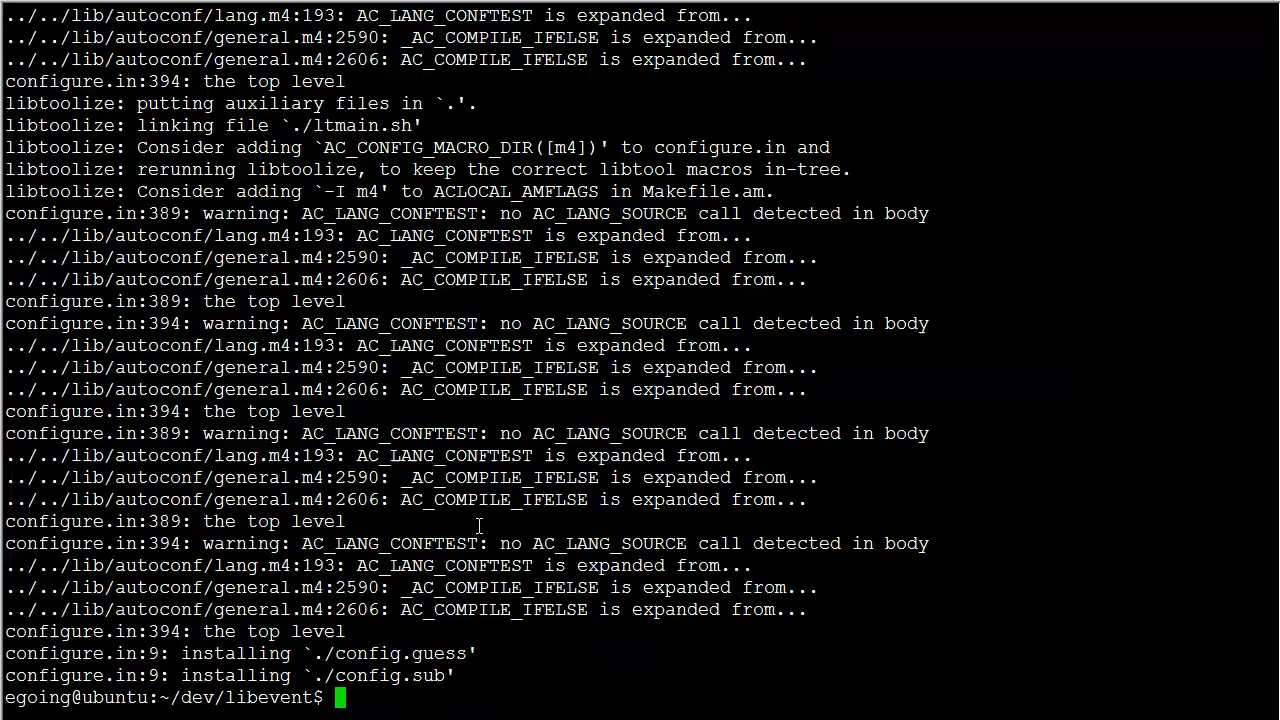 ../../lib/autoconf/lang.m4:193: AC_LANG_CONFTEST is expanded from...
../../lib/autoconf/general.m4:2590: _AC_COMPILE_IFELSE is expanded from...
../../lib/autoconf/general.m4:2606: AC_COMPILE_IFELSE is expanded from...
configure.in:394: the top level
libtoolize: putting auxiliary files in `.'.
libtoolize: linking file `./ltmain.sh'
libtoolize: Consider adding `AC_CONFIG_MACRO_DIR([m4])' to configure.in and
libtoolize: rerunning libtoolize, to keep the correct libtool macros in-tree.
libtoolize: Consider adding `-I m4' to ACLOCAL_AMFLAGS in Makefile.am.
configure.in:389: warning: AC_LANG_CONFTEST: no AC_LANG_SOURCE call detected in body
../../lib/autoconf/lang.m4:193: AC_LANG_CONFTEST is expanded from...
../../lib/autoconf/general.m4:2590: _AC_COMPILE_IFELSE is expanded from...
../../lib/autoconf/general.m4:2606: AC_COMPILE_IFELSE is expanded from...
configure.in:389: the top level
configure.in:394: warning: AC_LANG_CONFTEST: no AC_LANG_SOURCE call detected in body
../../lib/autoconf/lang.m4:193: AC_LANG_CONFTEST is expanded from...
../../lib/autoconf/general.m4:2590: _AC_COMPILE_IFELSE is expanded from...
../../lib/autoconf/general.m4:2606: AC_COMPILE_IFELSE is expanded from...
configure.in:394: the top level
configure.in:389: warning: AC_LANG_CONFTEST: no AC_LANG_SOURCE call detected in body
../../lib/autoconf/lang.m4:193: AC_LANG_CONFTEST is expanded from...
../../lib/autoconf/general.m4:2590: _AC_COMPILE_IFELSE is expanded from...
../../lib/autoconf/general.m4:2606: AC_COMPILE_IFELSE is expanded from...
configure.in:389: the top level
configure.in:394: warning: AC_LANG_CONFTEST: no AC_LANG_SOURCE call detected in body
../../lib/autoconf/lang.m4:193: AC_LANG_CONFTEST is expanded from...
../../lib/autoconf/general.m4:2590: _AC_COMPILE_IFELSE is expanded from...
../../lib/autoconf/general.m4:2606: AC_COMPILE_IFELSE is expanded from...
configure.in:394: the top level
configure.in:9: installing `./config.guess'
configure.in:9: installing `./config.sub'
egoing@ubuntu:~/dev/libevent$